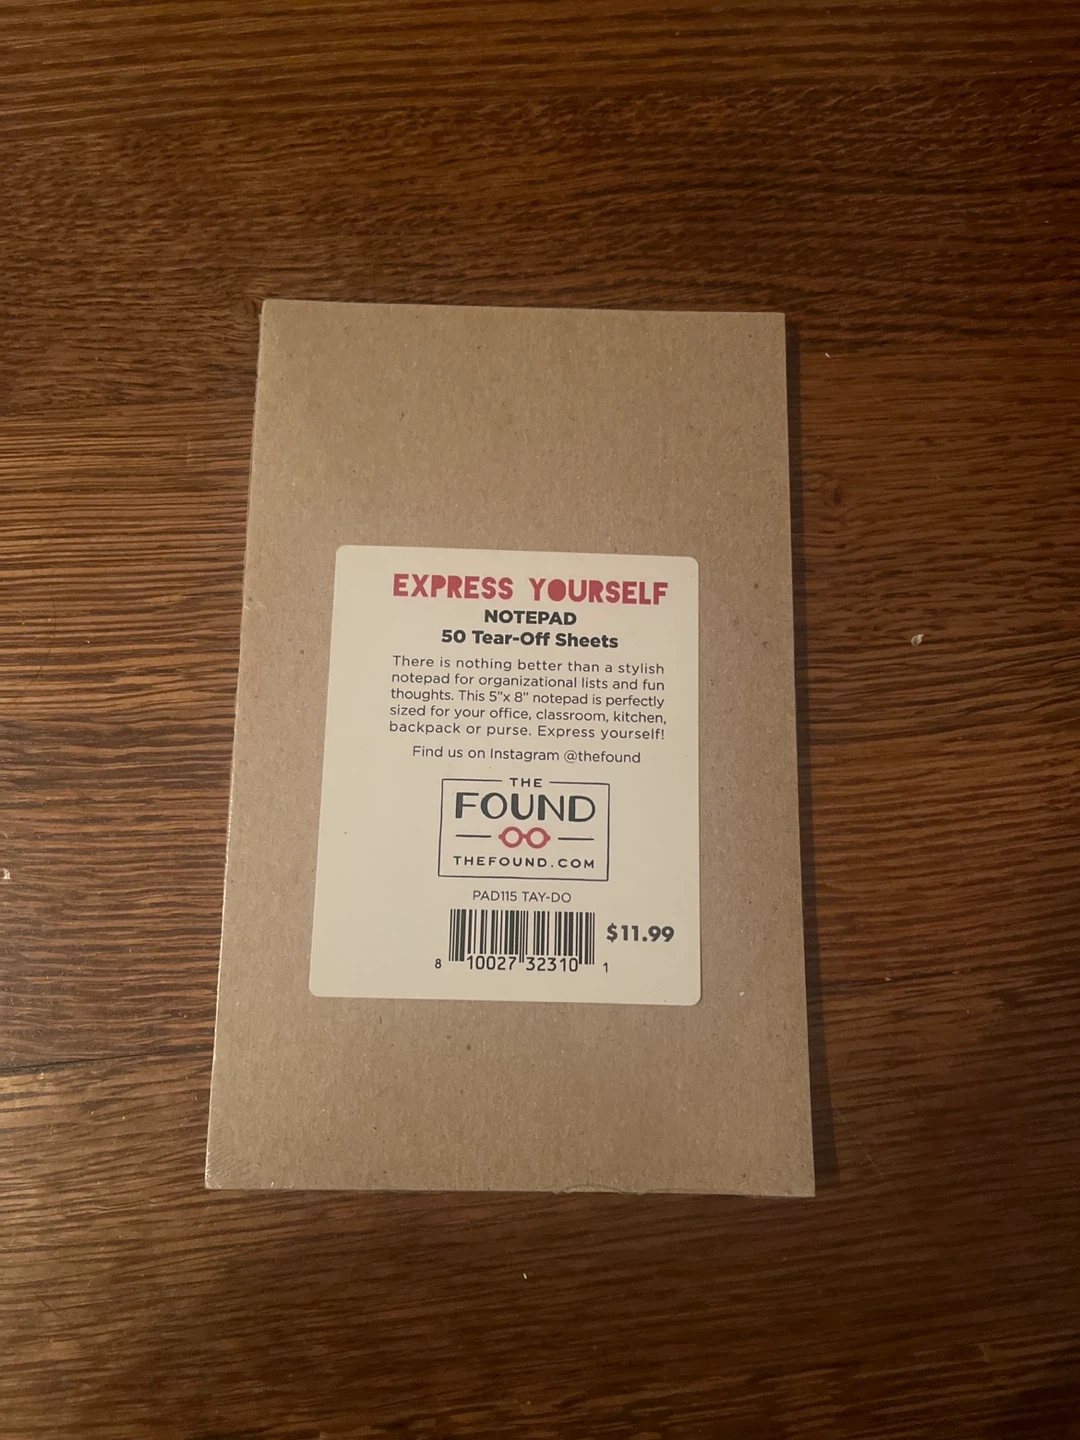 EXPRESS YOURSELF
NOTEPAD
50 Tear-Off Sheets
There is nothing better than a stylish
notepad for organizational lists and fun
thoughts. This 5"x 8" notepad is perfectly
sized for your office, classroom, kitchen,
backpack or purse. Express yourself!
Find us on Instagram @thefound
THE
FOUND
THEFOUND.COM
PAD115 TAY-DO
$11.99
8 10027 32310 1